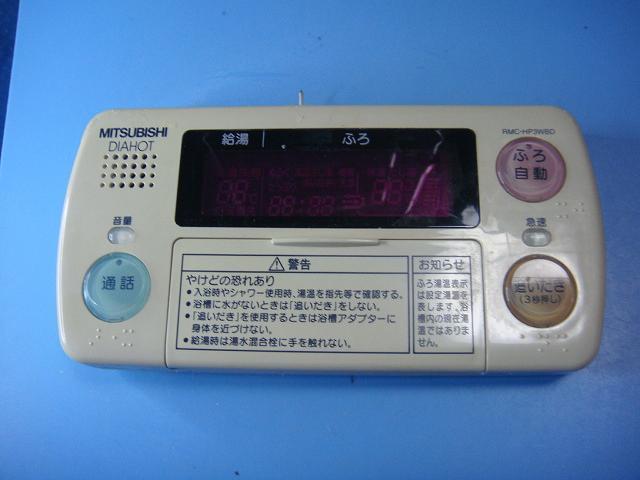 MITSUBISHI
DIAHOT
給湯 ふろ
RMC-HP3WBD
ふろ
自動
音量
急速
通話
追いだき
(3秒押し)
⚠警告
やけどの恐れあり
•入浴時やシャワー使用時、湯温を指先等で確認する。
•浴槽に水がないときは「追いだき」をしない。
•「追いだき」を使用するときは浴槽アダプターに
身体を近づけない。
•給湯時は湯水混合栓に手を触れない。
お知らせ
ふろ湯温表示
は設定湯温を
表します。浴
槽内の現在湯
温ではありま
せん。